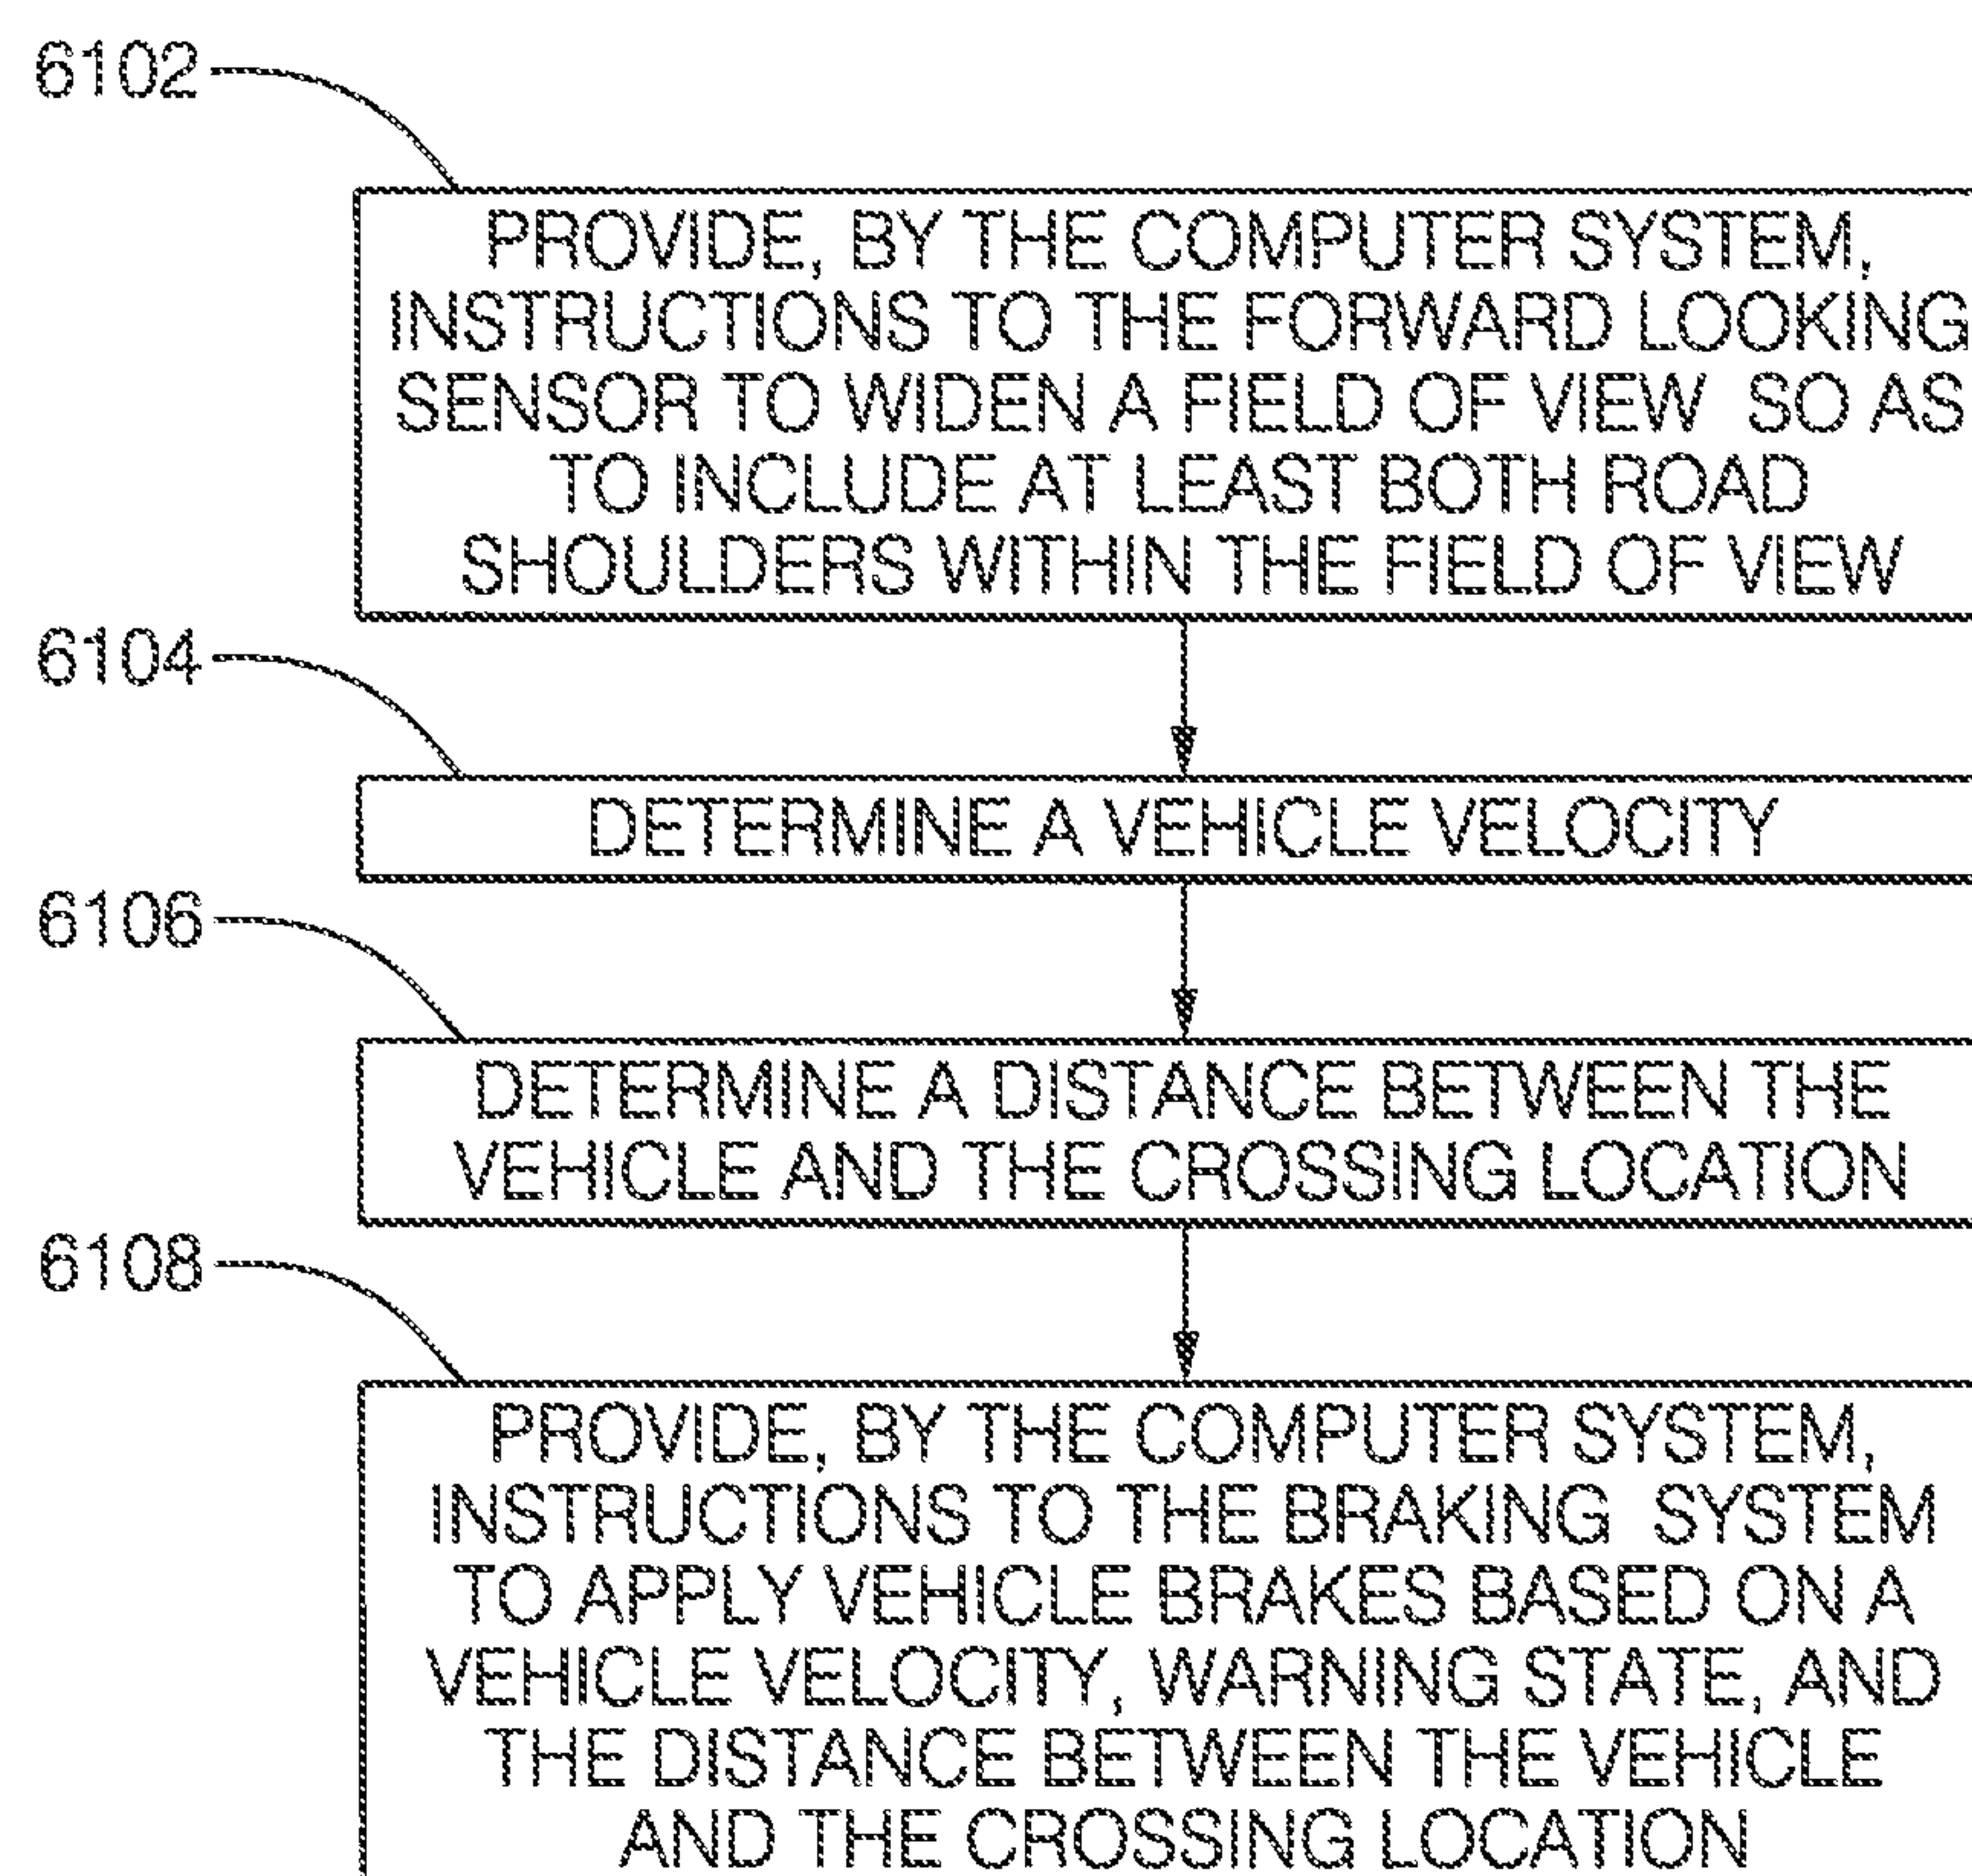 6102
PROVIDE, BY THE COMPUTER SYSTEM,
INSTRUCTIONS TO THE FORWARD LOOKING
SENSOR TO WIDEN A FIELD OF VIEW SO AS
TO INCLUDE AT LEAST BOTH ROAD
SHOULDERS WITHIN THE FIELD OF VIEW
6104
DETERMINE A VEHICLE VELOCITY
6106
DETERMINE A DISTANCE BETWEEN THE
VEHICLE AND THE CROSSING LOCATION
6108
PROVIDE, BY THE COMPUTER SYSTEM,
INSTRUCTIONS TO THE BRAKING SYSTEM
TO APPLY VEHICLE BRAKES BASED ON A
VEHICLE VELOCITY, WARNING STATE, AND
THE DISTANCE BETWEEN THE VEHICLE
AND THE CROSSING LOCATION